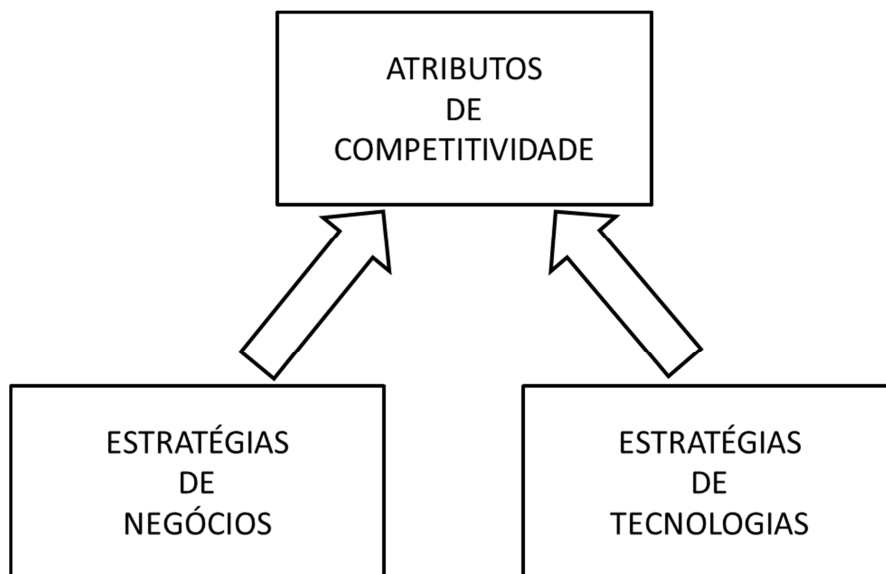 ATRIBUTOS
DE
COMPETITIVIDADE
ESTRATÉGIAS
DE
NEGÓCIOS
ESTRATÉGIAS
DE
TECNOLOGIAS